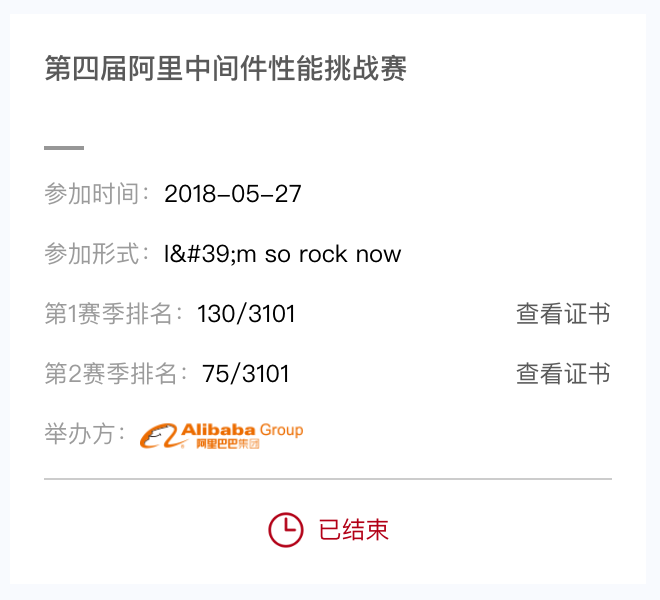 第四届阿里中间件性能挑战赛
参加时间：2018-05-27
参加形式：I&#39;m so rock now
第1赛季排名：130/3101 查看证书
第2赛季排名：75/3101 查看证书
举办方：Alibaba Group
阿里巴巴集团
已结束